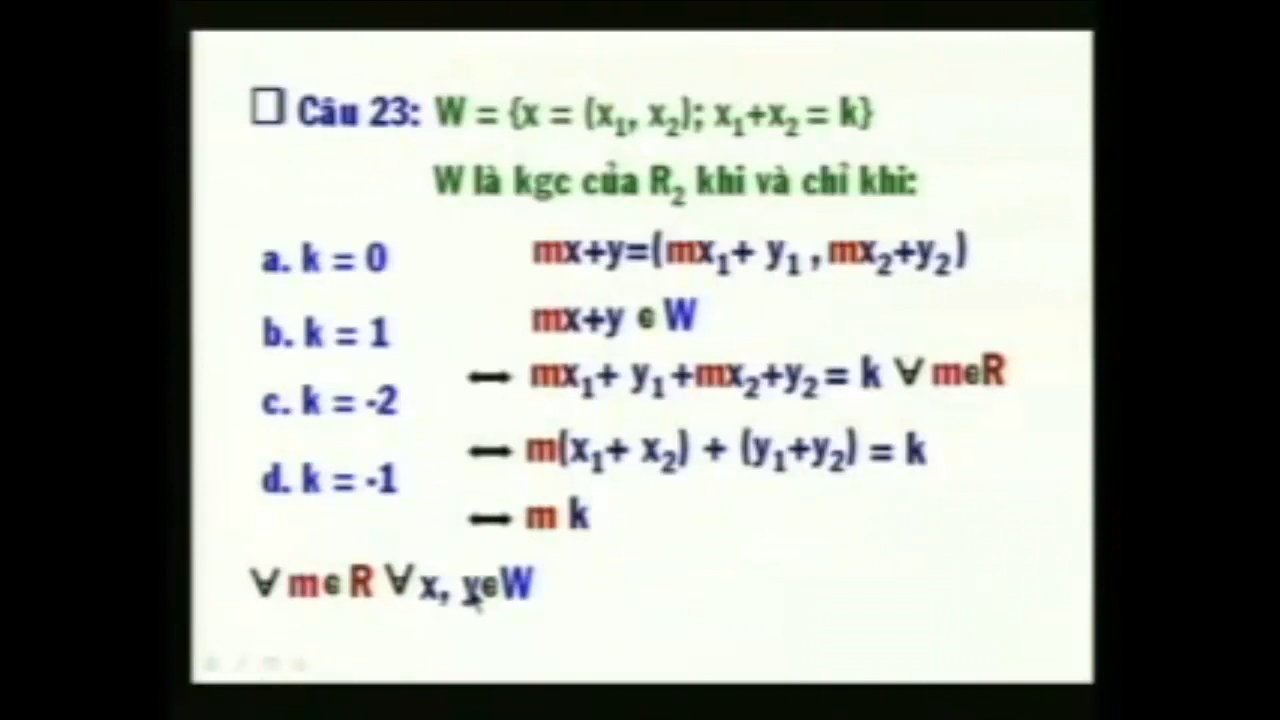 Câu 23: W = {x = (x₁, x₂); x₁+x₂ = k}
W là kgc của R₂ khi và chỉ khi:
a. k = 0
b. k = 1
c. k = -2
d. k = -1
mx+y=(mx₁+ y₁ ,mx₂+y₂)
mx+y ∈ W
↔ mx₁+ y₁+mx₂+y₂= k ∀ m∈R
↔ m(x₁+ x₂) + (y₁+y₂) = k
↔ m k
∀ m∈R ∀ x, y∈W